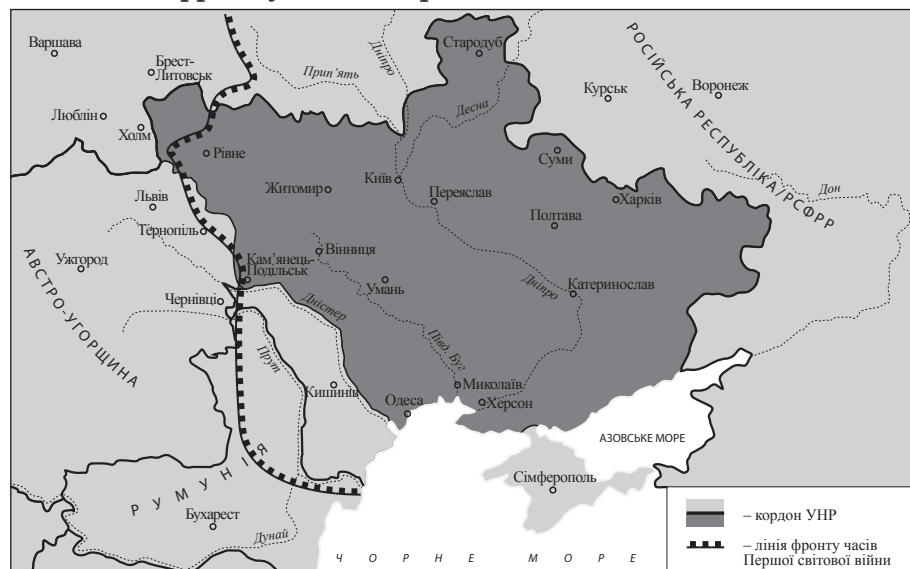 Варшава
Брест-
Литовськ
Прип'ять
Дніпро
Стародуб
РОСІЙСЬКА РЕСПУБЛІКА/РСФРР
Курськ
Воронеж
Люблін
Холм
Десна
Рівне
Суми
Дон
Житомир
Київ
Переяслав
Харків
Львів
Полтава
Тернопіль
Вінниця
Ужгород
Кам'янець-
Подільськ
Умань
Дніпро
Катеринослав
АВСТРО-УГОРЩИНА
Чернівці
Дністер
Півд. Буг
Прут
Кишинів
Миколаїв
Одеса
Херсон
АЗОВСЬКЕ МОРЕ
РУМУНІЯ
Сімферополь
Бухарест
Дунай
ЧОРНЕ МОРЕ
– кордон УНР
– лінія фронту часів
Першої світової війни